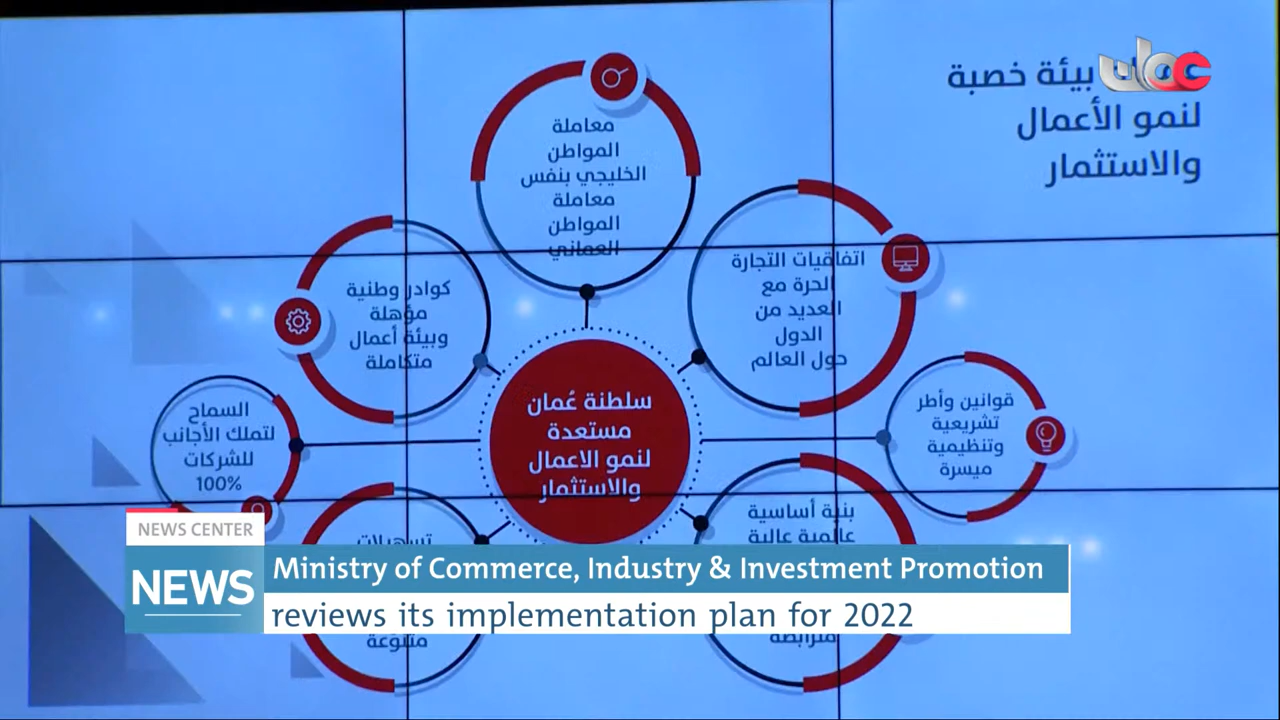 بيئة خصبة
لنمو الأعمال
والاستثمار
معاملة
المواطن
الخليجي بنفس
معاملة
المواطن
العماني
اتفاقيات التجارة
الحرة مع
العديد من
الدول
حول العالم
كوادر وطنية
مؤهلة
وبيئة أعمال
متكاملة
قوانين وأطر
تشريعية
وتنظيمية
ميسرة
السماح
لتملك الأجانب
للشركات
100%
سلطنة عُمان
مستعدة
لنمو الاعمال
والاستثمار
بنية أساسية
عالمية عالية
مترابطة
تسهيلات
متنوعة
NEWS CENTER
NEWS
Ministry of Commerce, Industry & Investment Promotion
reviews its implementation plan for 2022